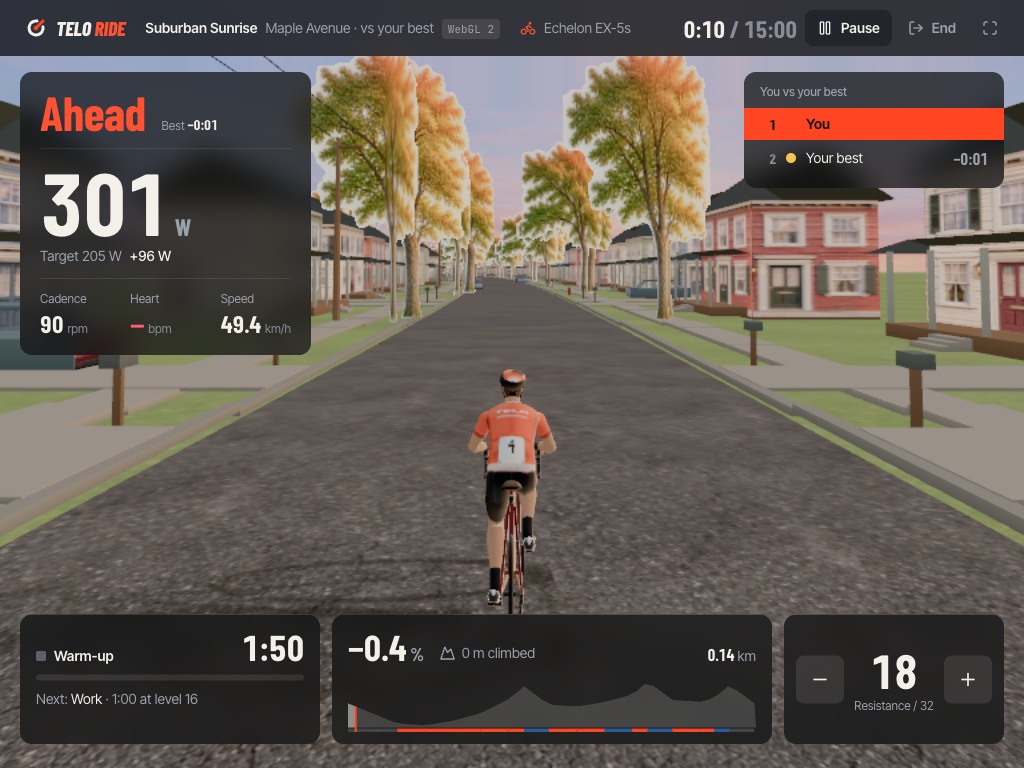 TELO RIDE Suburban Sunrise Maple Avenue · vs your best WebGL 2 Echelon EX-5s 0:10 / 15:00 Pause End
Ahead Best −0:01
301 W
Target 205 W +96 W
Cadence Heart Speed
90 rpm — bpm 49.4 km/h
You vs your best
1 You
2 Your best −0:01
TELO
4
Warm-up 1:50
Next: Work · 1:00 at level 16
−0.4 % 0 m climbed 0.14 km
− 18 +
Resistance / 32